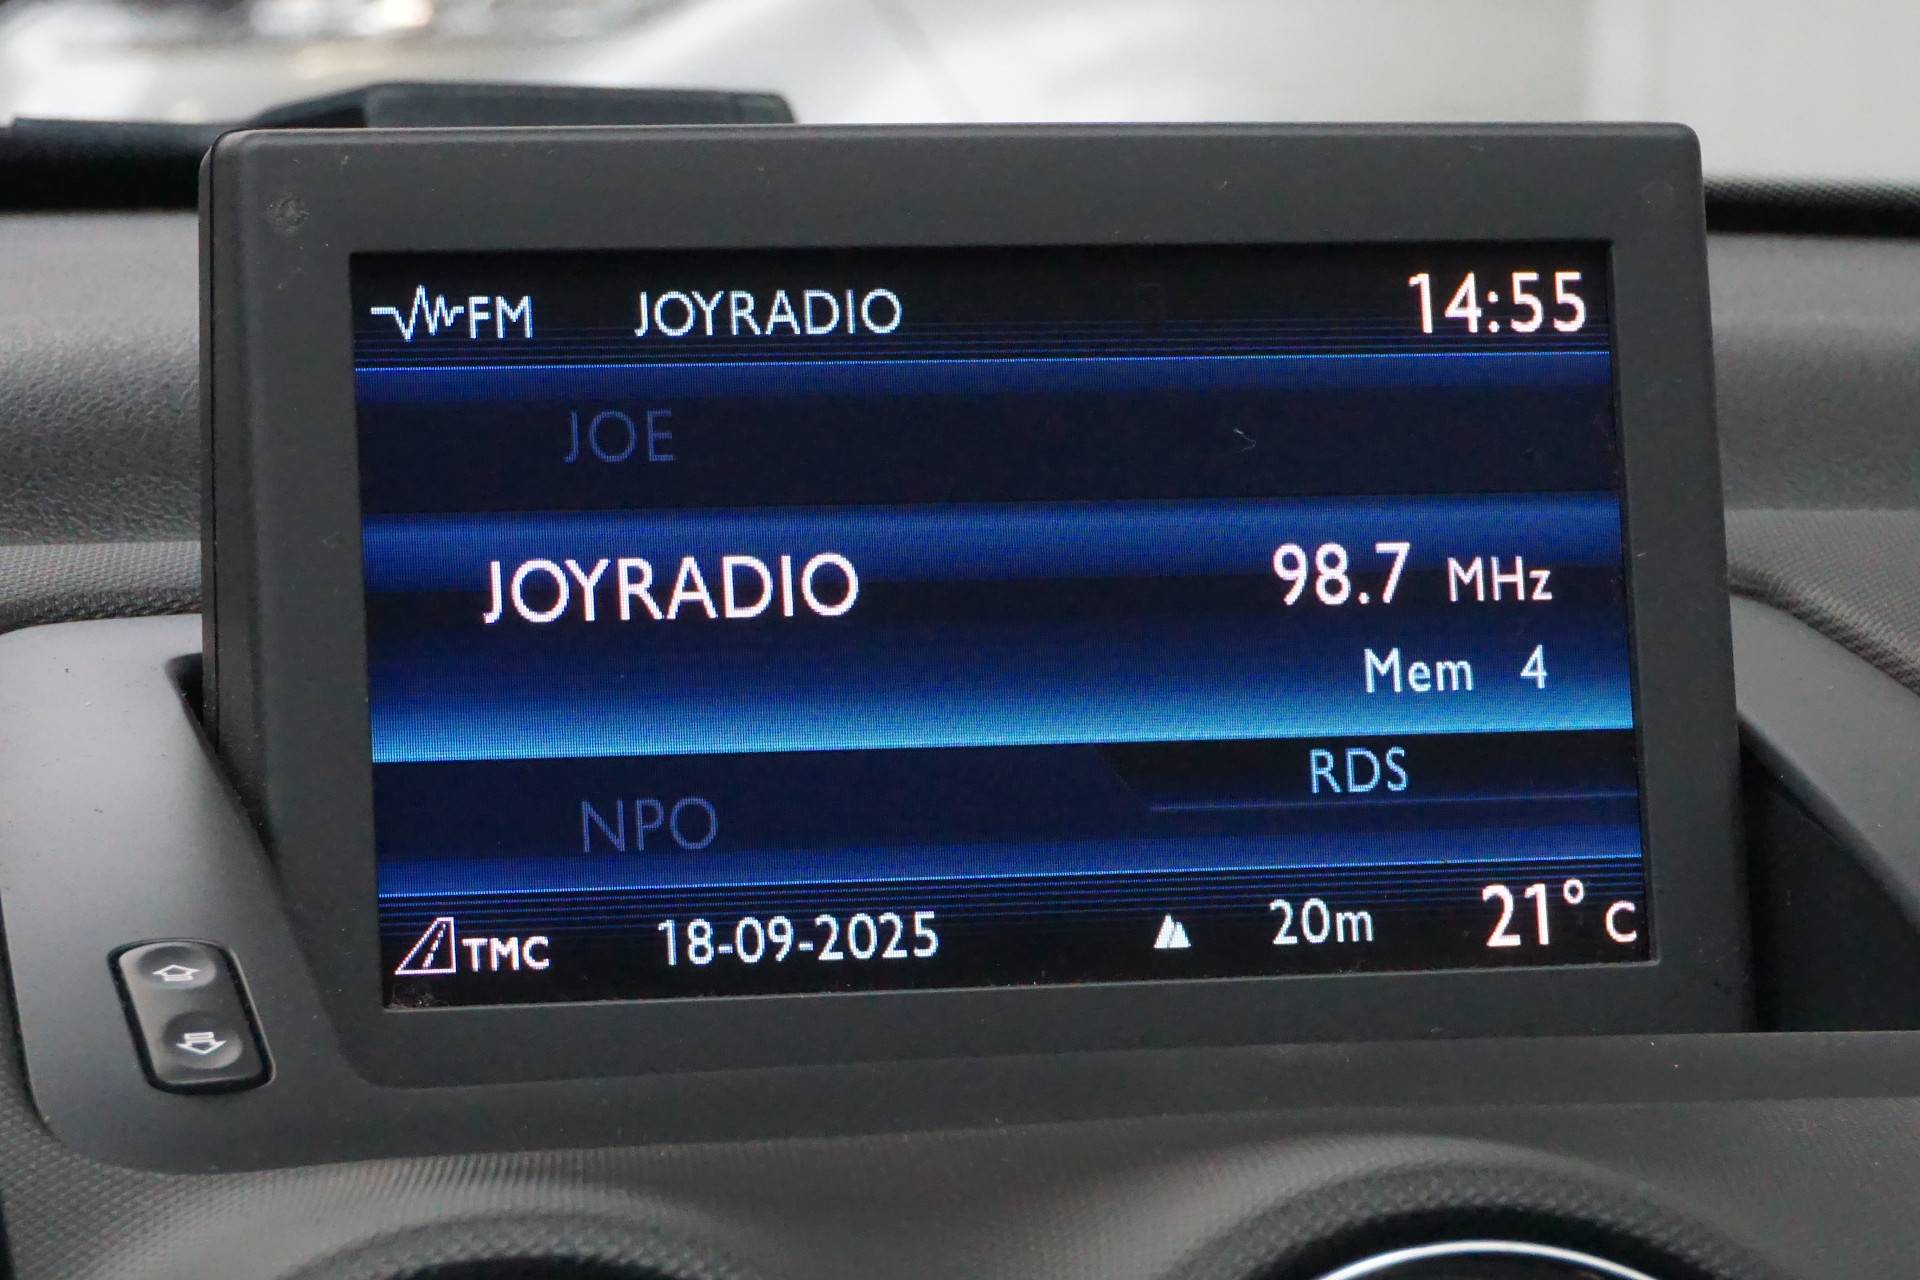 FM JOYRADIO 14:55
JOE
JOYRADIO 98.7 MHz
Mem 4
RDS
NPO
TMC 18-09-2025 20m 21° C